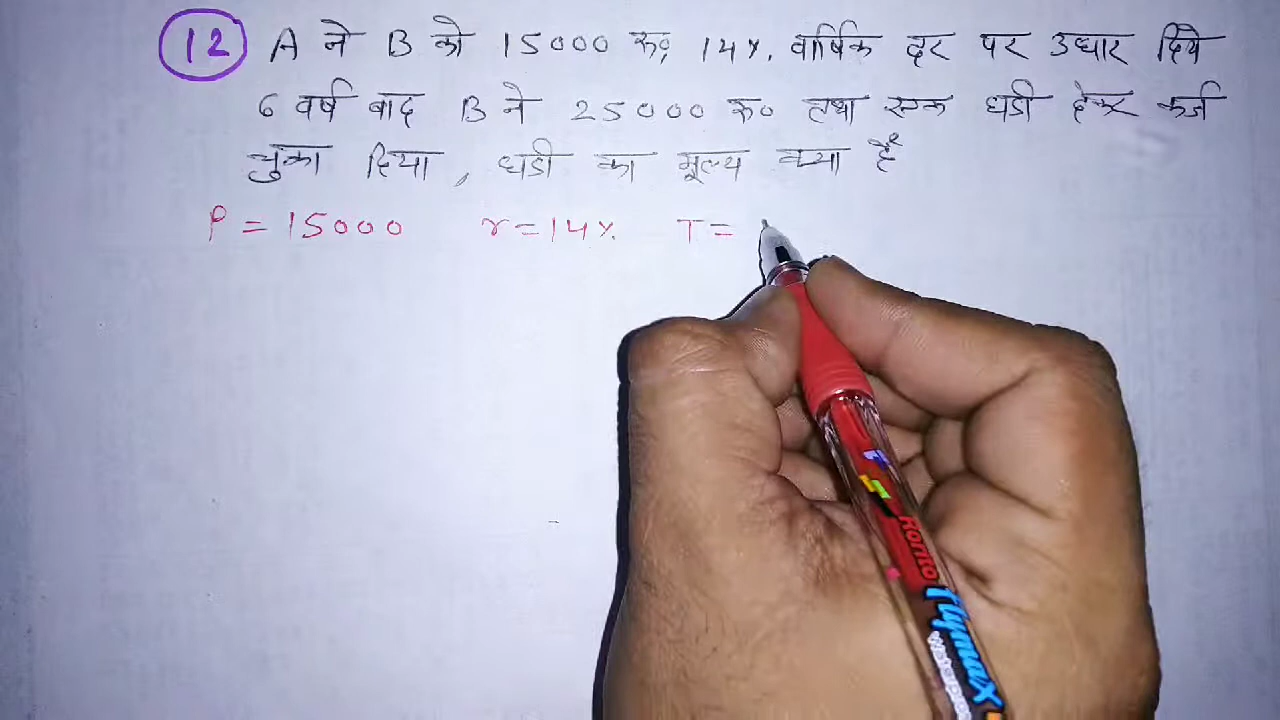 12 A ने B को 15000 रू० 14%. वार्षिक दर पर उधार दिये
6 वर्ष बाद B ने 25000 रू० तथा एक घडी देकर कर्ज
चुका दिया , घडी का मूल्य क्या है
P = 15000 r = 14% T =
Rorito
Flymax